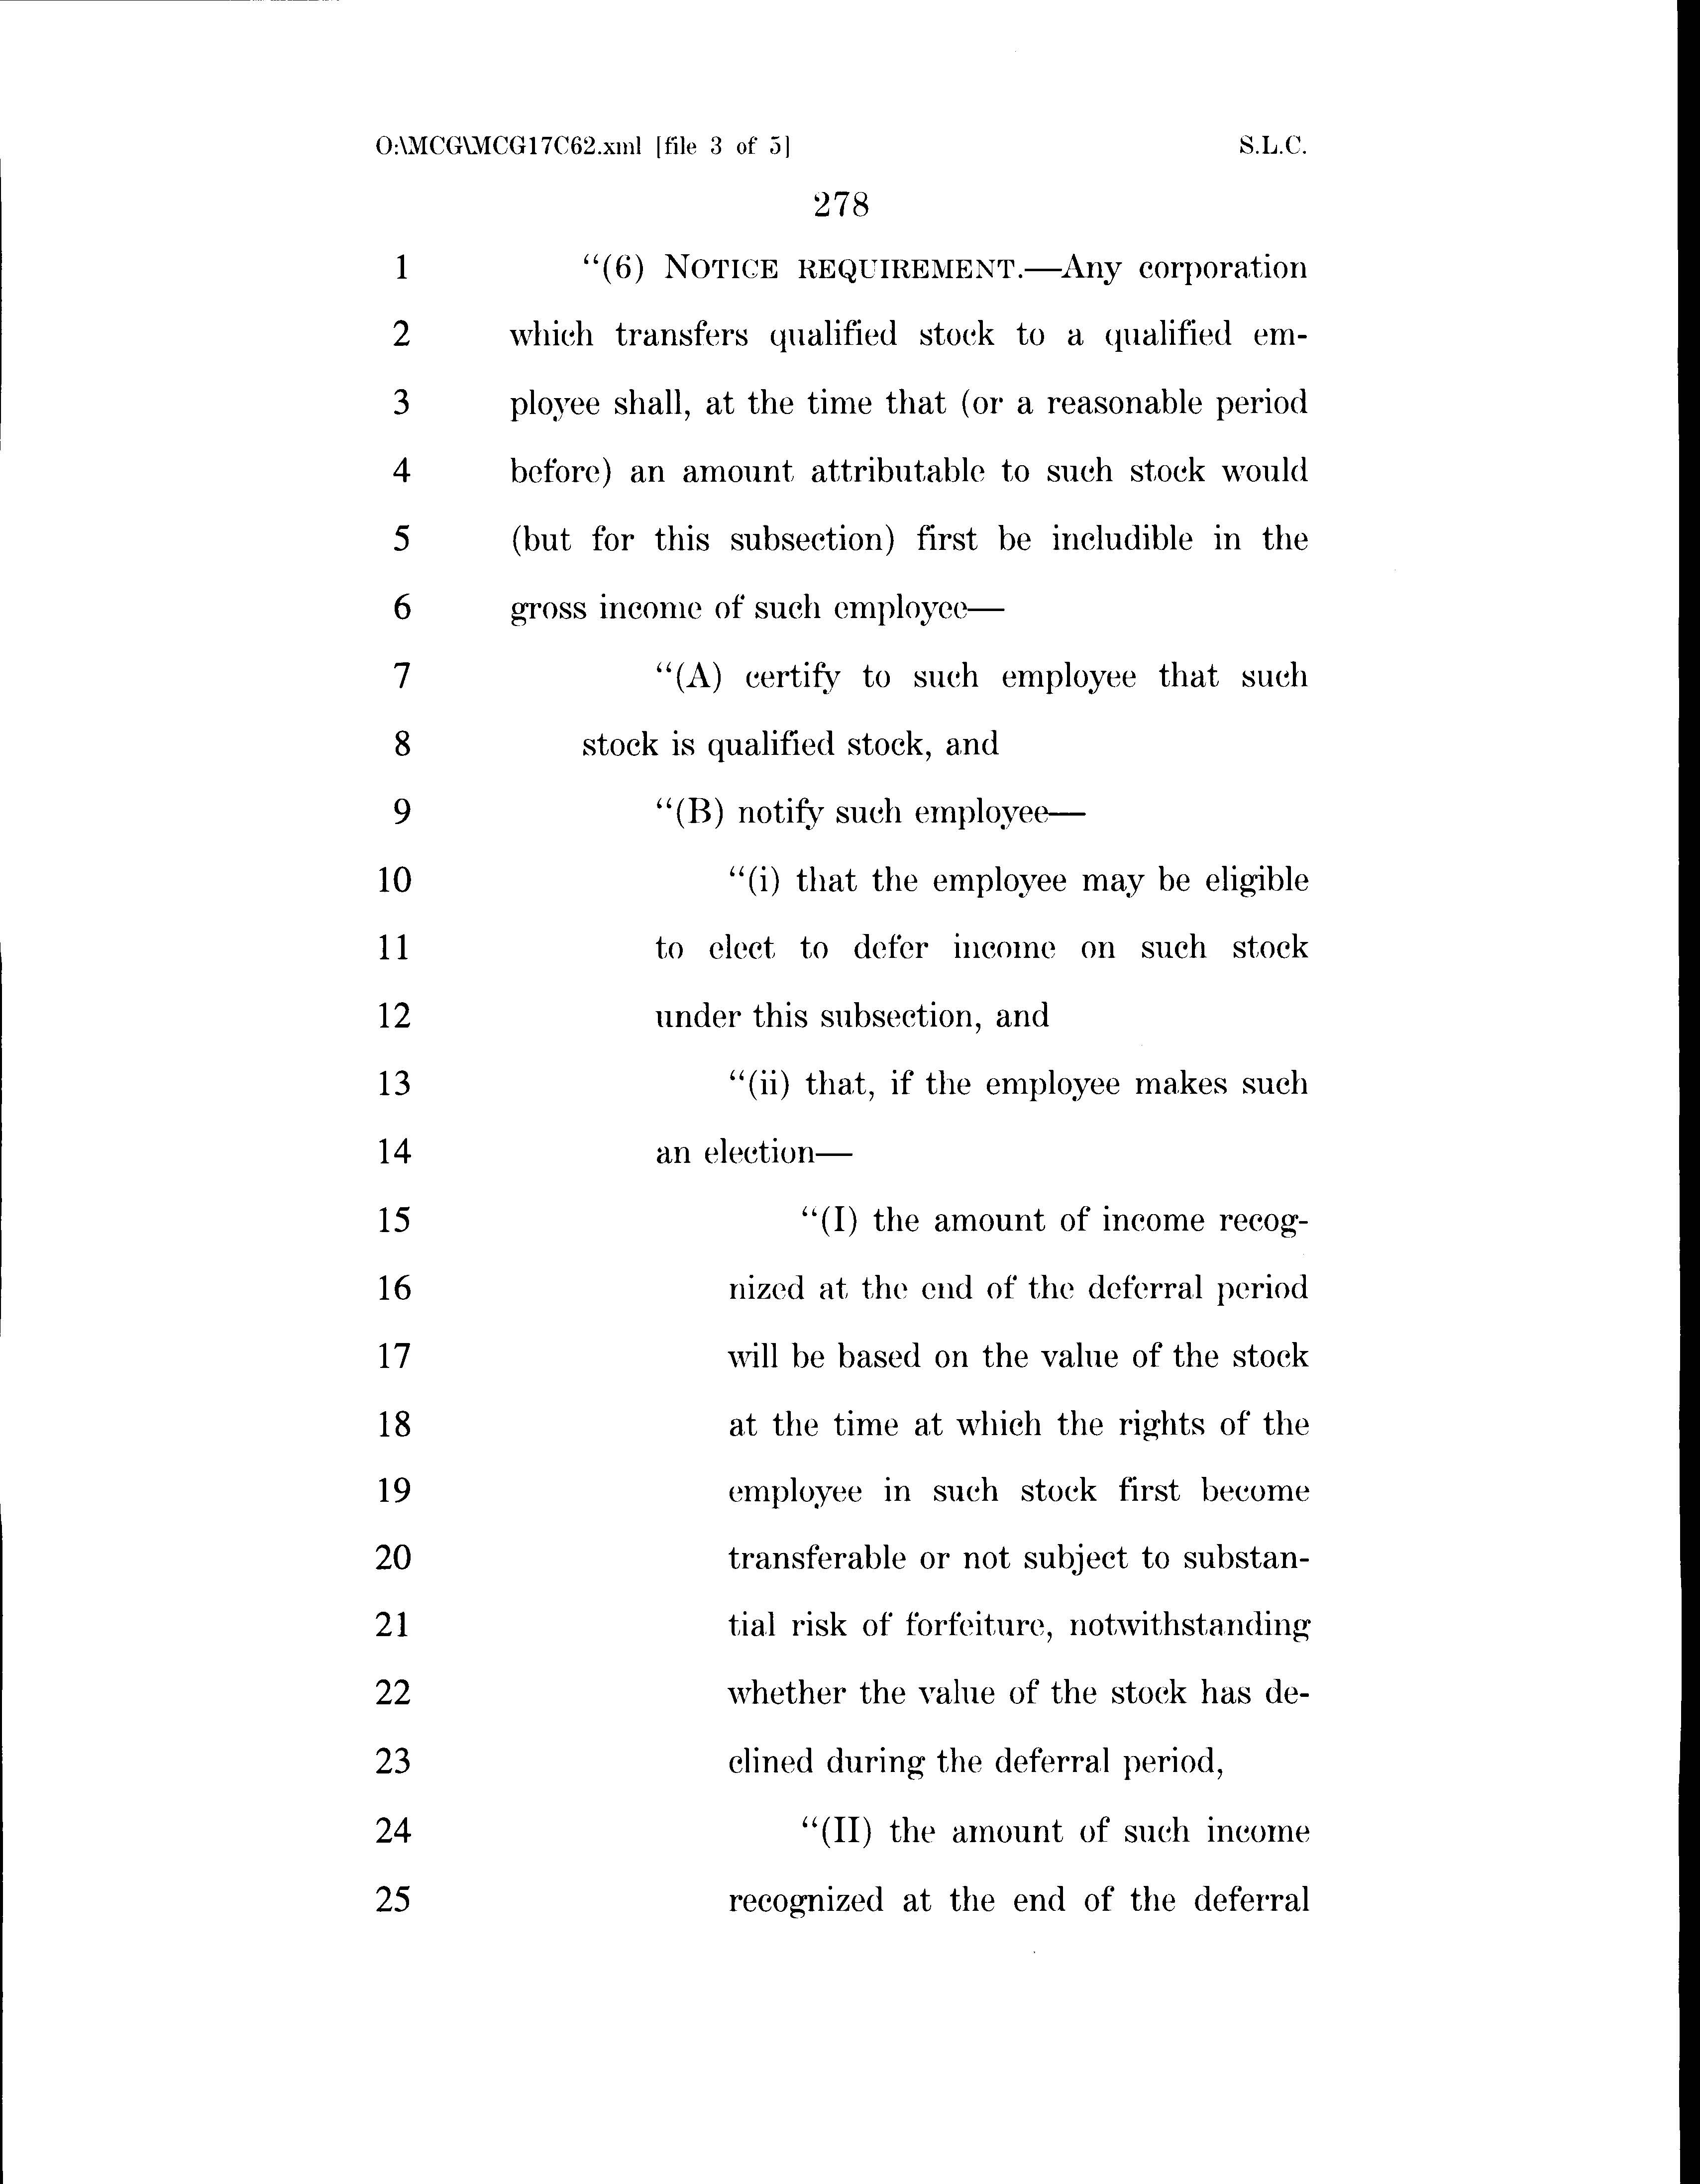 O:\MCG\MCG17C62.xml [file 3 of 5] S.L.C.
278
1 “(6) NOTICE REQUIREMENT.—Any corporation
2 which transfers qualified stock to a qualified em-
3 ployee shall, at the time that (or a reasonable period
4 before) an amount attributable to such stock would
5 (but for this subsection) first be includible in the
6 gross income of such employee—
7 “(A) certify to such employee that such
8 stock is qualified stock, and
9 “(B) notify such employee—
10 “(i) that the employee may be eligible
11 to elect to defer income on such stock
12 under this subsection, and
13 “(ii) that, if the employee makes such
14 an election—
15 “(I) the amount of income recog-
16 nized at the end of the deferral period
17 will be based on the value of the stock
18 at the time at which the rights of the
19 employee in such stock first become
20 transferable or not subject to substan-
21 tial risk of forfeiture, notwithstanding
22 whether the value of the stock has de-
23 clined during the deferral period,
24 “(II) the amount of such income
25 recognized at the end of the deferral